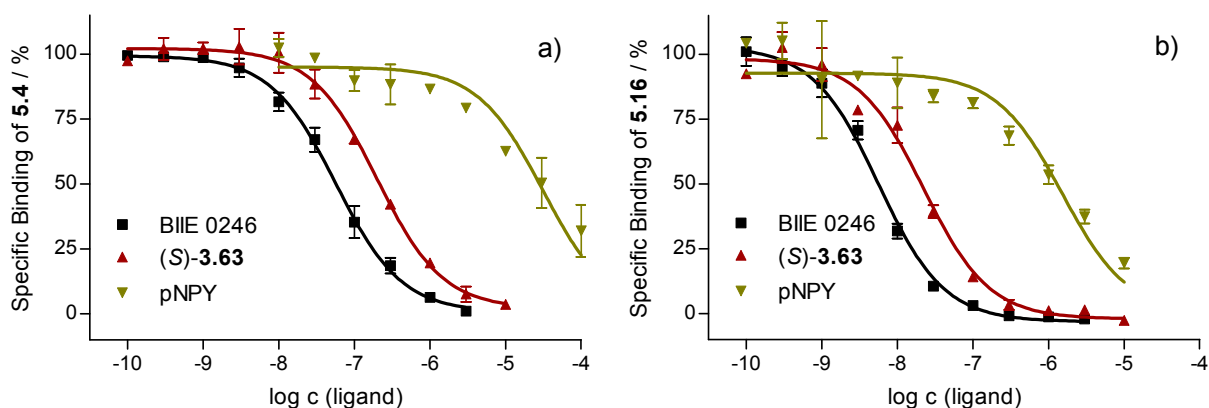 a)
Specific Binding of 5.4 / %
100
75
50
25
0
BIIE 0246
(S)-3.63
pNPY
-10 -9 -8 -7 -6 -5 -4
log c (ligand)
b)
Specific Binding of 5.16 / %
100
75
50
25
0
BIIE 0246
(S)-3.63
pNPY
-10 -9 -8 -7 -6 -5 -4
log c (ligand)